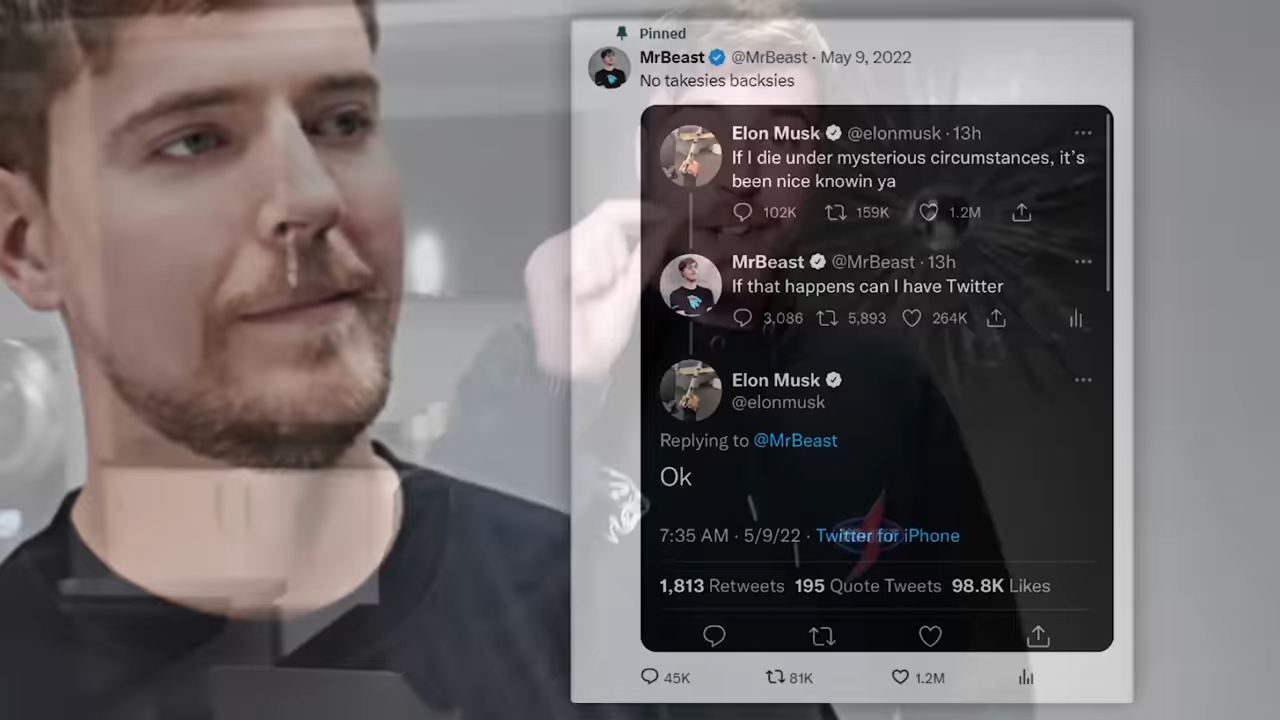 Pinned
MrBeast @MrBeast · May 9, 2022
No takesies backsies
Elon Musk @elonmusk · 13h
If I die under mysterious circumstances, it's
been nice knowin ya
102K 159K 1.2M
MrBeast @MrBeast · 13h
If that happens can I have Twitter
3,086 5,893 264K
Elon Musk
@elonmusk
Replying to @MrBeast
Ok
7:35 AM · 5/9/22 · Twitter for iPhone
1,813 Retweets 195 Quote Tweets 98.8K Likes
45K 81K 1.2M